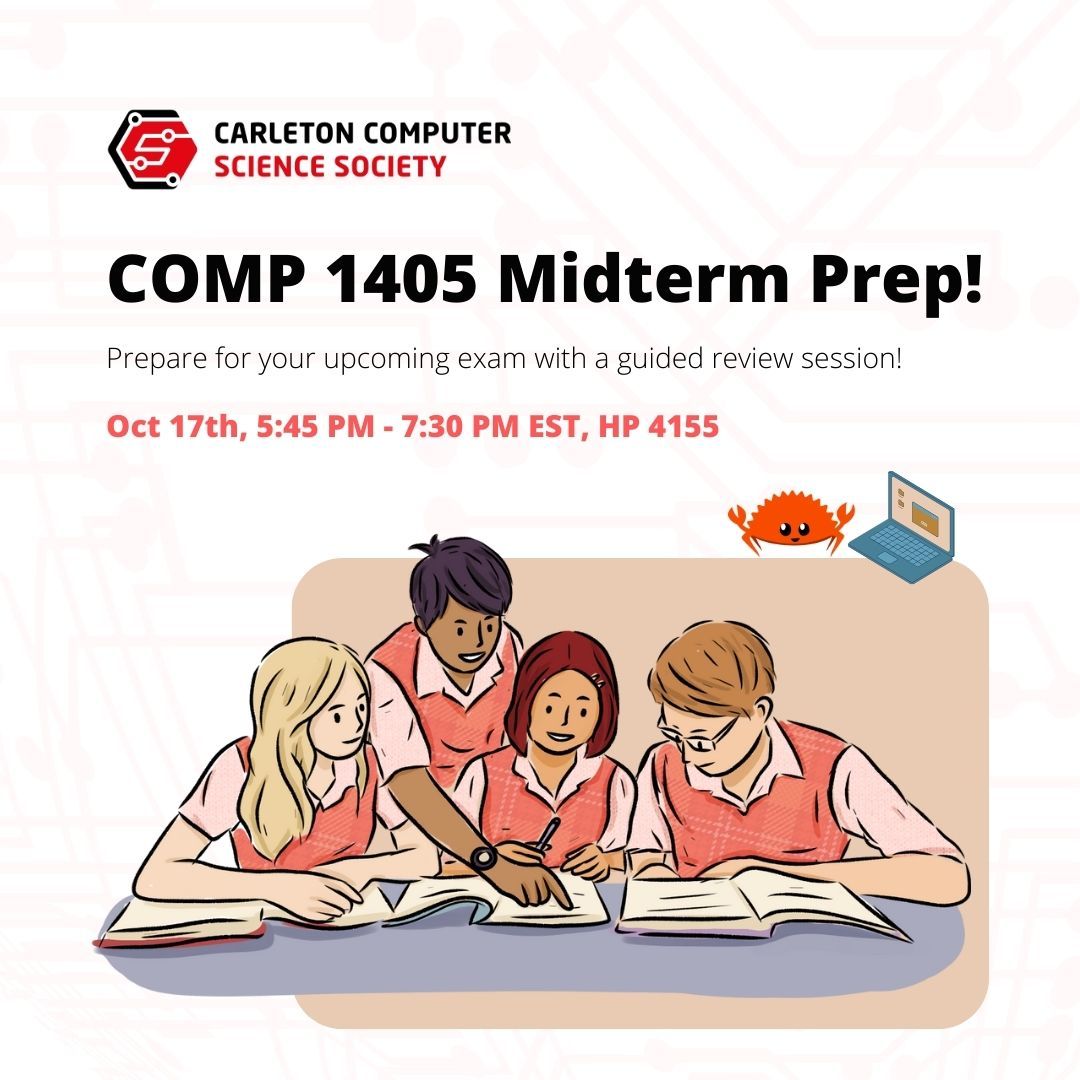 CARLETON COMPUTER
SCIENCE SOCIETY
COMP 1405 Midterm Prep!
Prepare for your upcoming exam with a guided review session!
Oct 17th, 5:45 PM - 7:30 PM EST, HP 4155